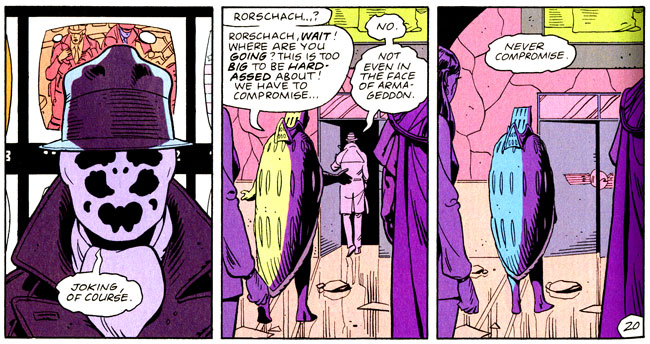 JOKING,
OF COURSE.
RORSCHACH...?
RORSCHACH, WAIT!
WHERE ARE YOU
GOING? THIS IS TOO
BIG TO BE HARD-
ASSED ABOUT!
WE HAVE TO
COMPROMISE...
NO.
NOT
EVEN IN
THE FACE
OF ARMA-
GEDDON.
NEVER
COMPROMISE.
20